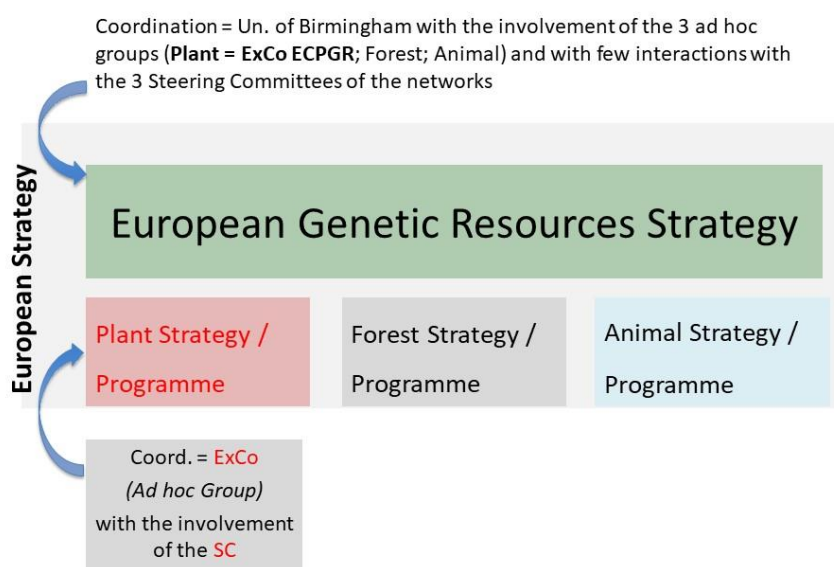 Coordination = Un. of Birmingham with the involvement of the 3 ad hoc
groups (Plant = ExCo ECPGR; Forest; Animal) and with few interactions with
the 3 Steering Committees of the networks
European Strategy
European Genetic Resources Strategy
Plant Strategy /
Programme
Forest Strategy /
Programme
Animal Strategy /
Programme
Coord. = ExCo
(Ad hoc Group)
with the involvement
of the SC